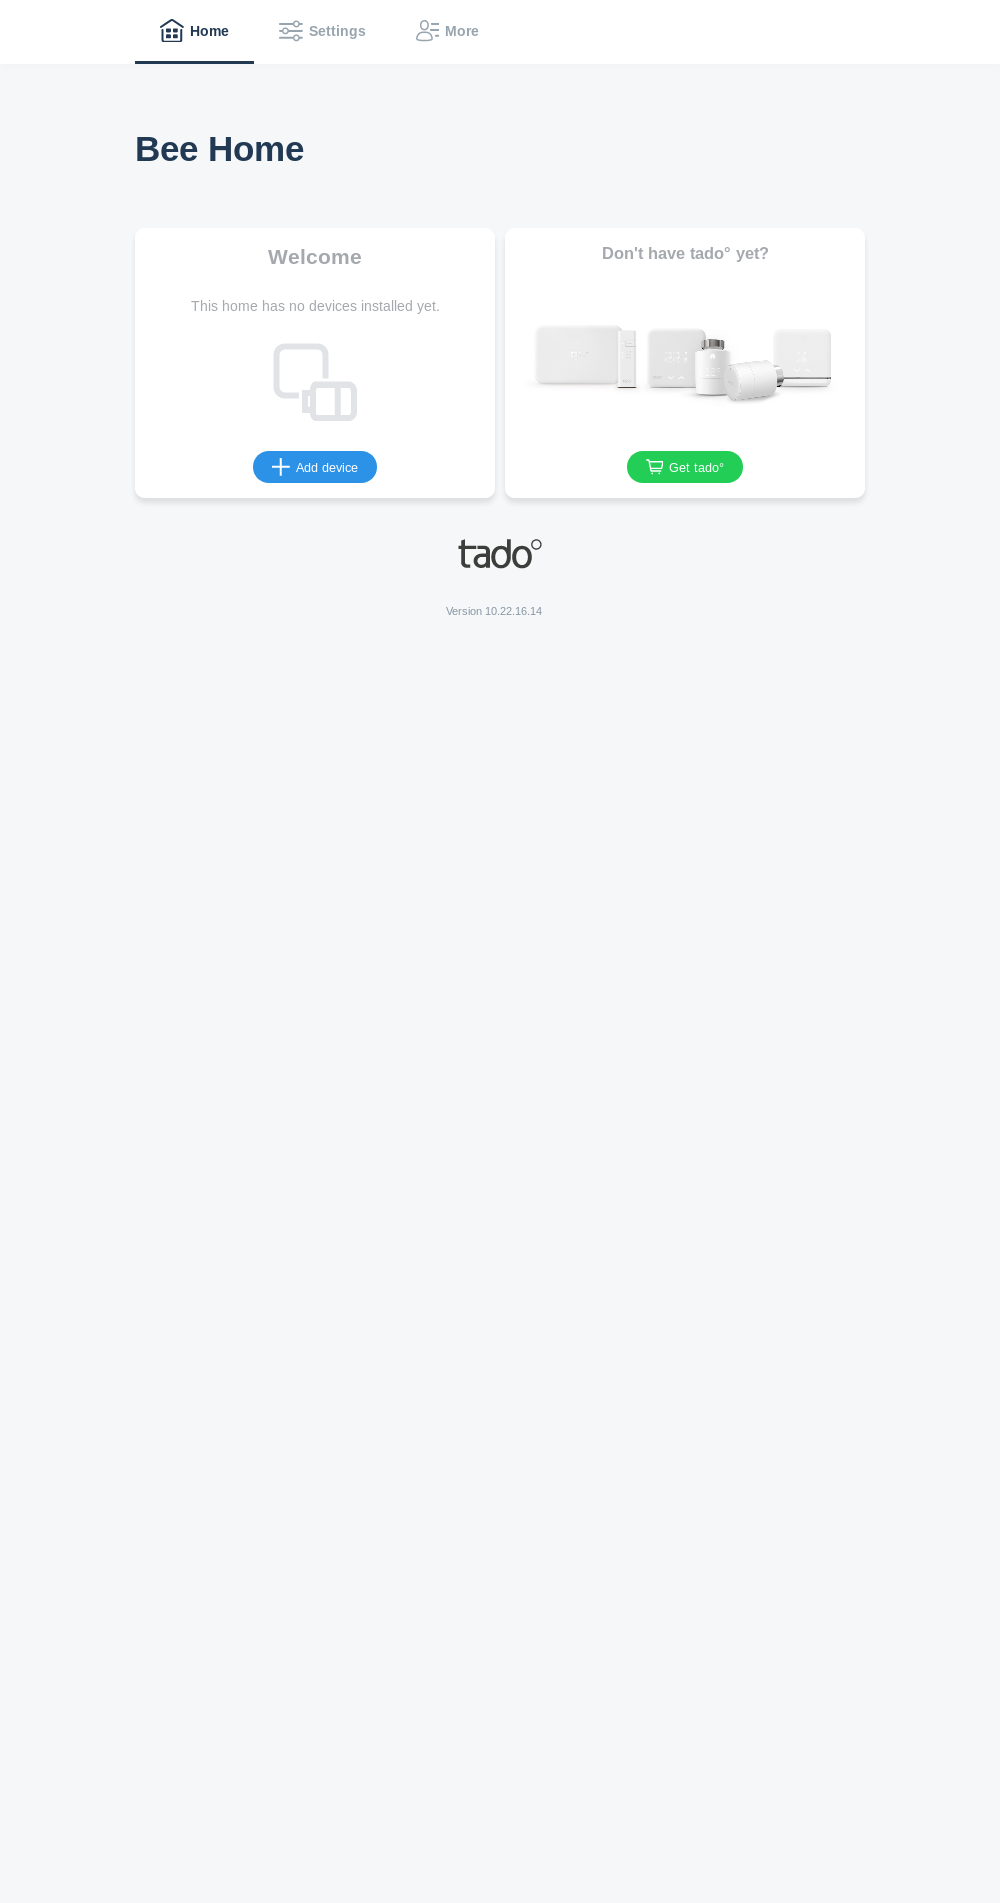 Home
Settings
More
Bee Home
Welcome
This home has no devices installed yet.
Add device
Don't have tado° yet?
Get tado°
tado°
Version 10.22.16.14